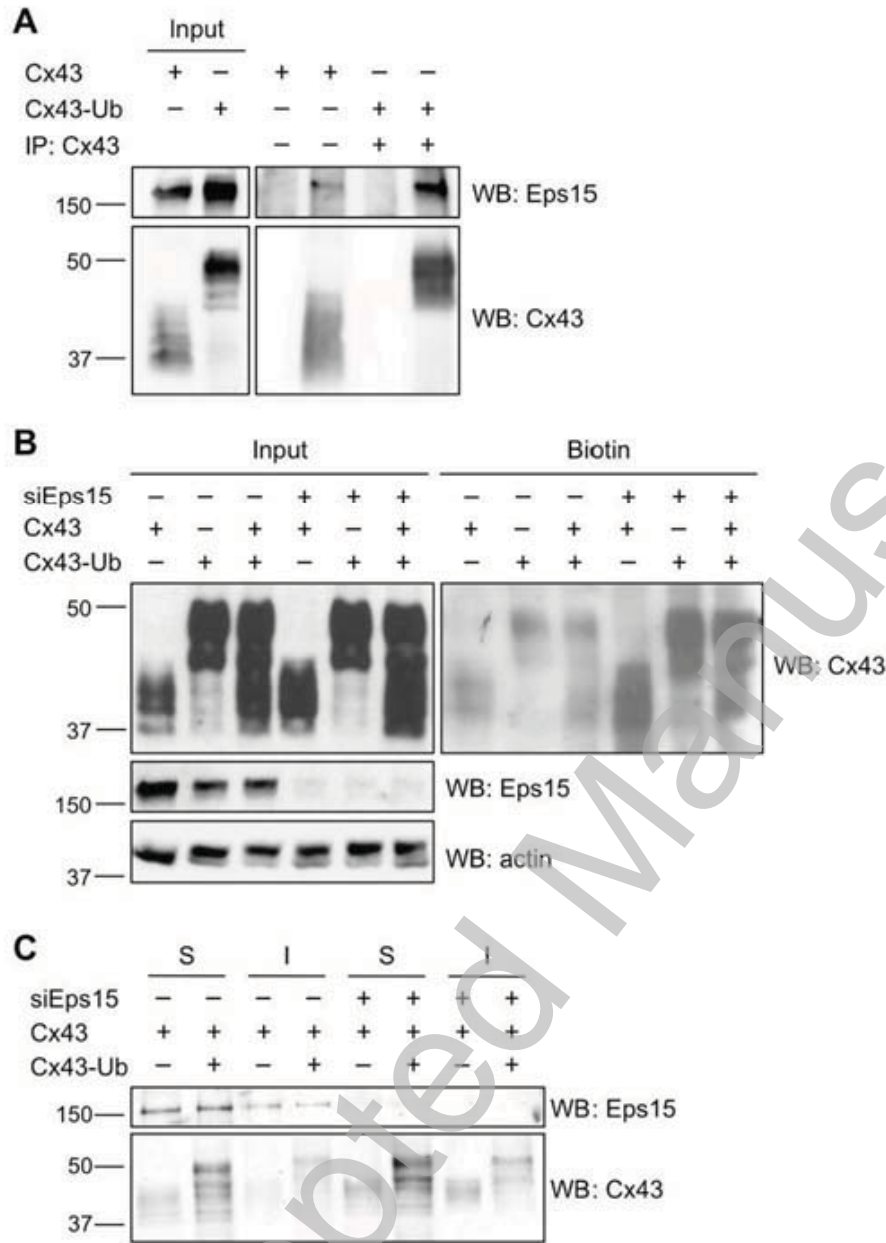 A
Input
Cx43 + − + + − −
Cx43-Ub − + − − + +
IP: Cx43 − − + +
150 WB: Eps15
50
WB: Cx43
37
B
Input Biotin
siEps15 − − − + + + − − − + + +
Cx43 + − + + − + + − + + − +
Cx43-Ub − + + − + + − + + − + +
50
WB: Cx43
37
WB: Eps15
150
WB: actin
37
C
S I S I
siEps15 − − − − + + + +
Cx43 + + + + + + + +
Cx43-Ub − + − + − + − +
150 WB: Eps15
50
WB: Cx43
37
pted Manus